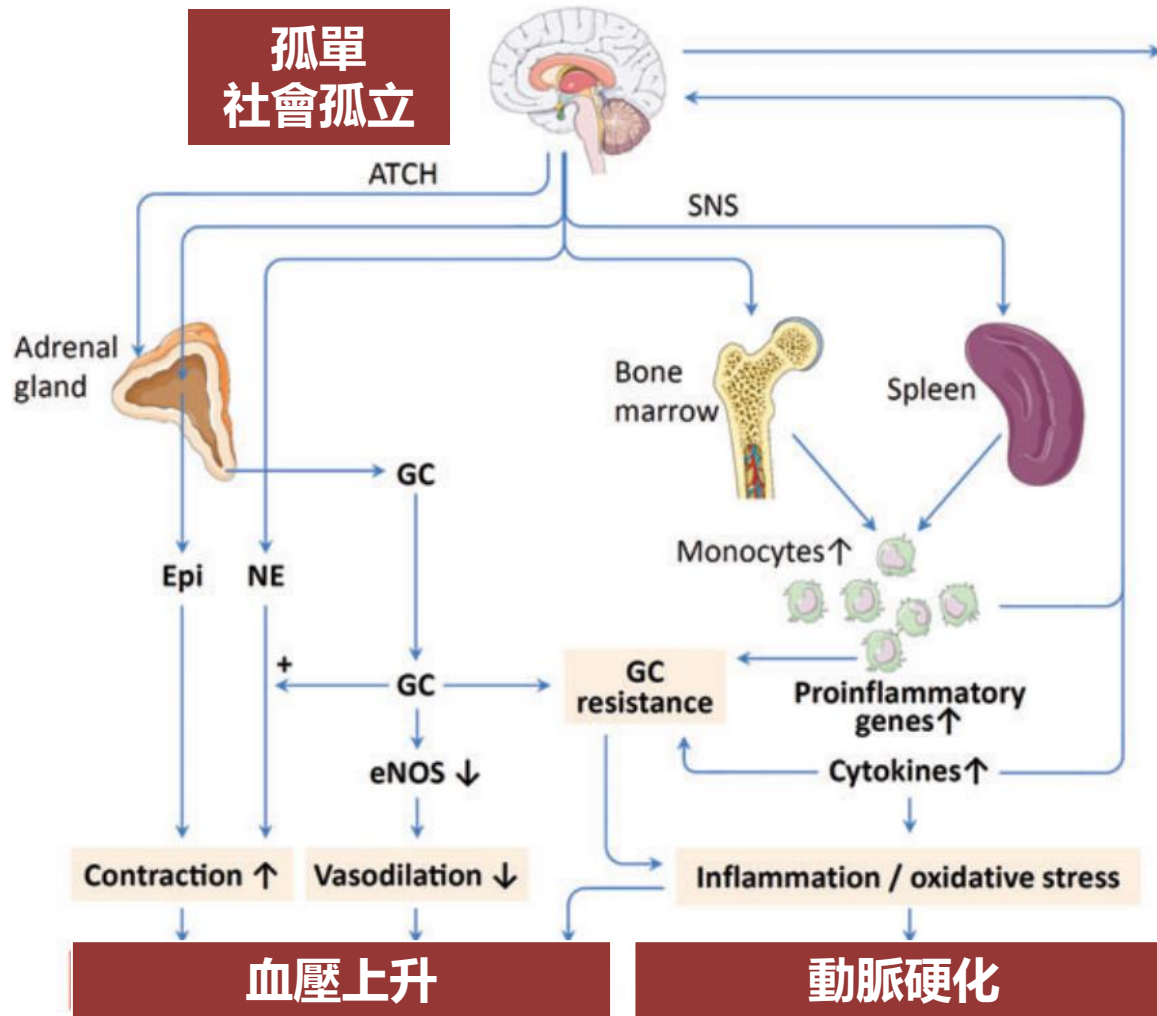 孤單
社會孤立
ATCH
SNS
Adrenal
gland
Bone
marrow
Spleen
GC
Monocytes↑
Epi
NE
+
GC
GC
resistance
Proinflammatory
genes↑
eNOS ↓
Cytokines↑
Contraction ↑
Vasodilation ↓
Inflammation / oxidative stress
血壓上升
動脈硬化